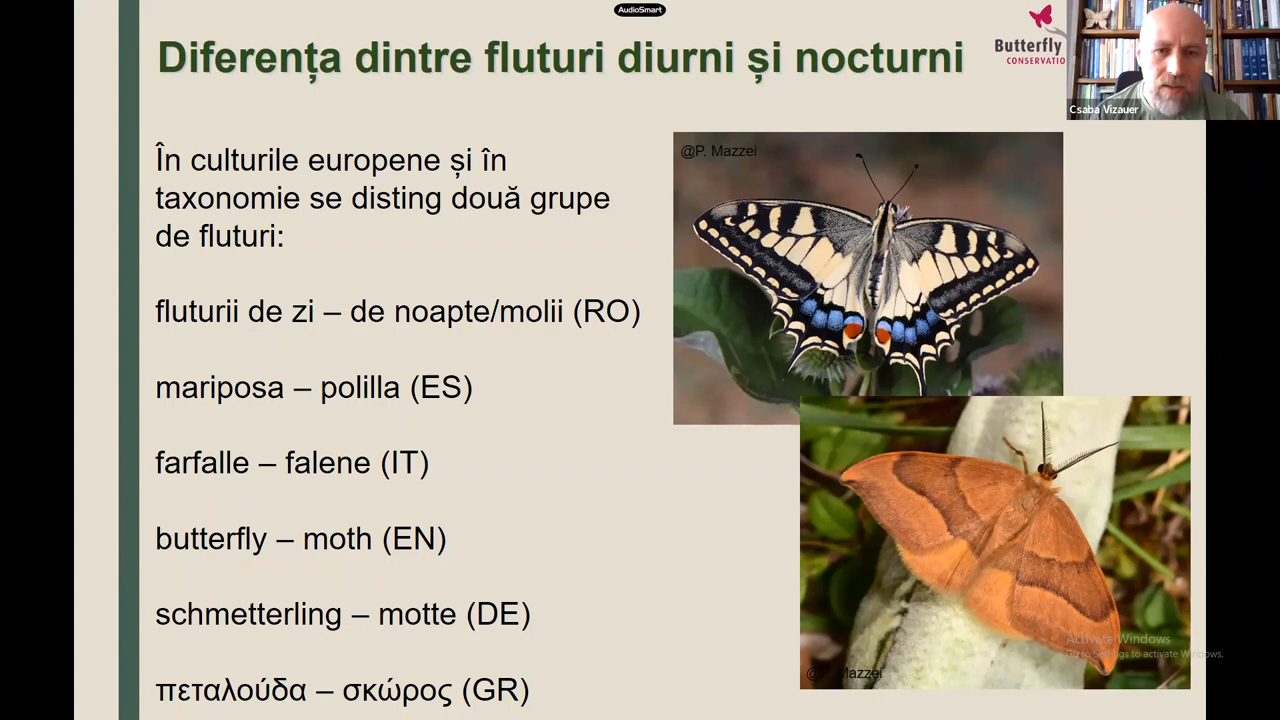 AudioSmart
Diferența dintre fluturi diurni și nocturni
Butterfly
CONSERVATIO
Csaba Vizauer
În culturile europene și în
taxonomie se disting două grupe
de fluturi:
fluturii de zi – de noapte/molii (RO)
mariposa – polilla (ES)
farfalle – falene (IT)
butterfly – moth (EN)
schmetterling – motte (DE)
πεταλούδα – σκώρος (GR)
@P. Mazzei
@P. Mazzei
Activate Windows
Go to Settings to activate Windows.